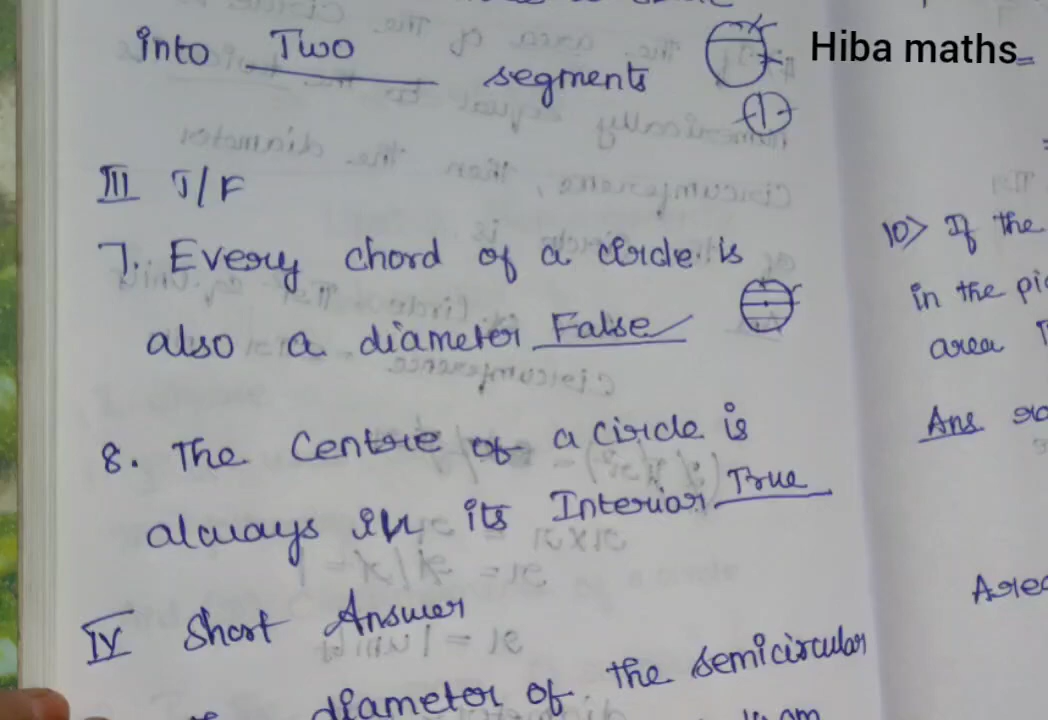 into Two segments
Hiba maths
III T/F
7. Every chord of a circle is
also a diameter False
8. The Centre of a circle is
always in its Interior True
IV Short Answer
diameter of the semicircular
10> If the
in the
area
Ans